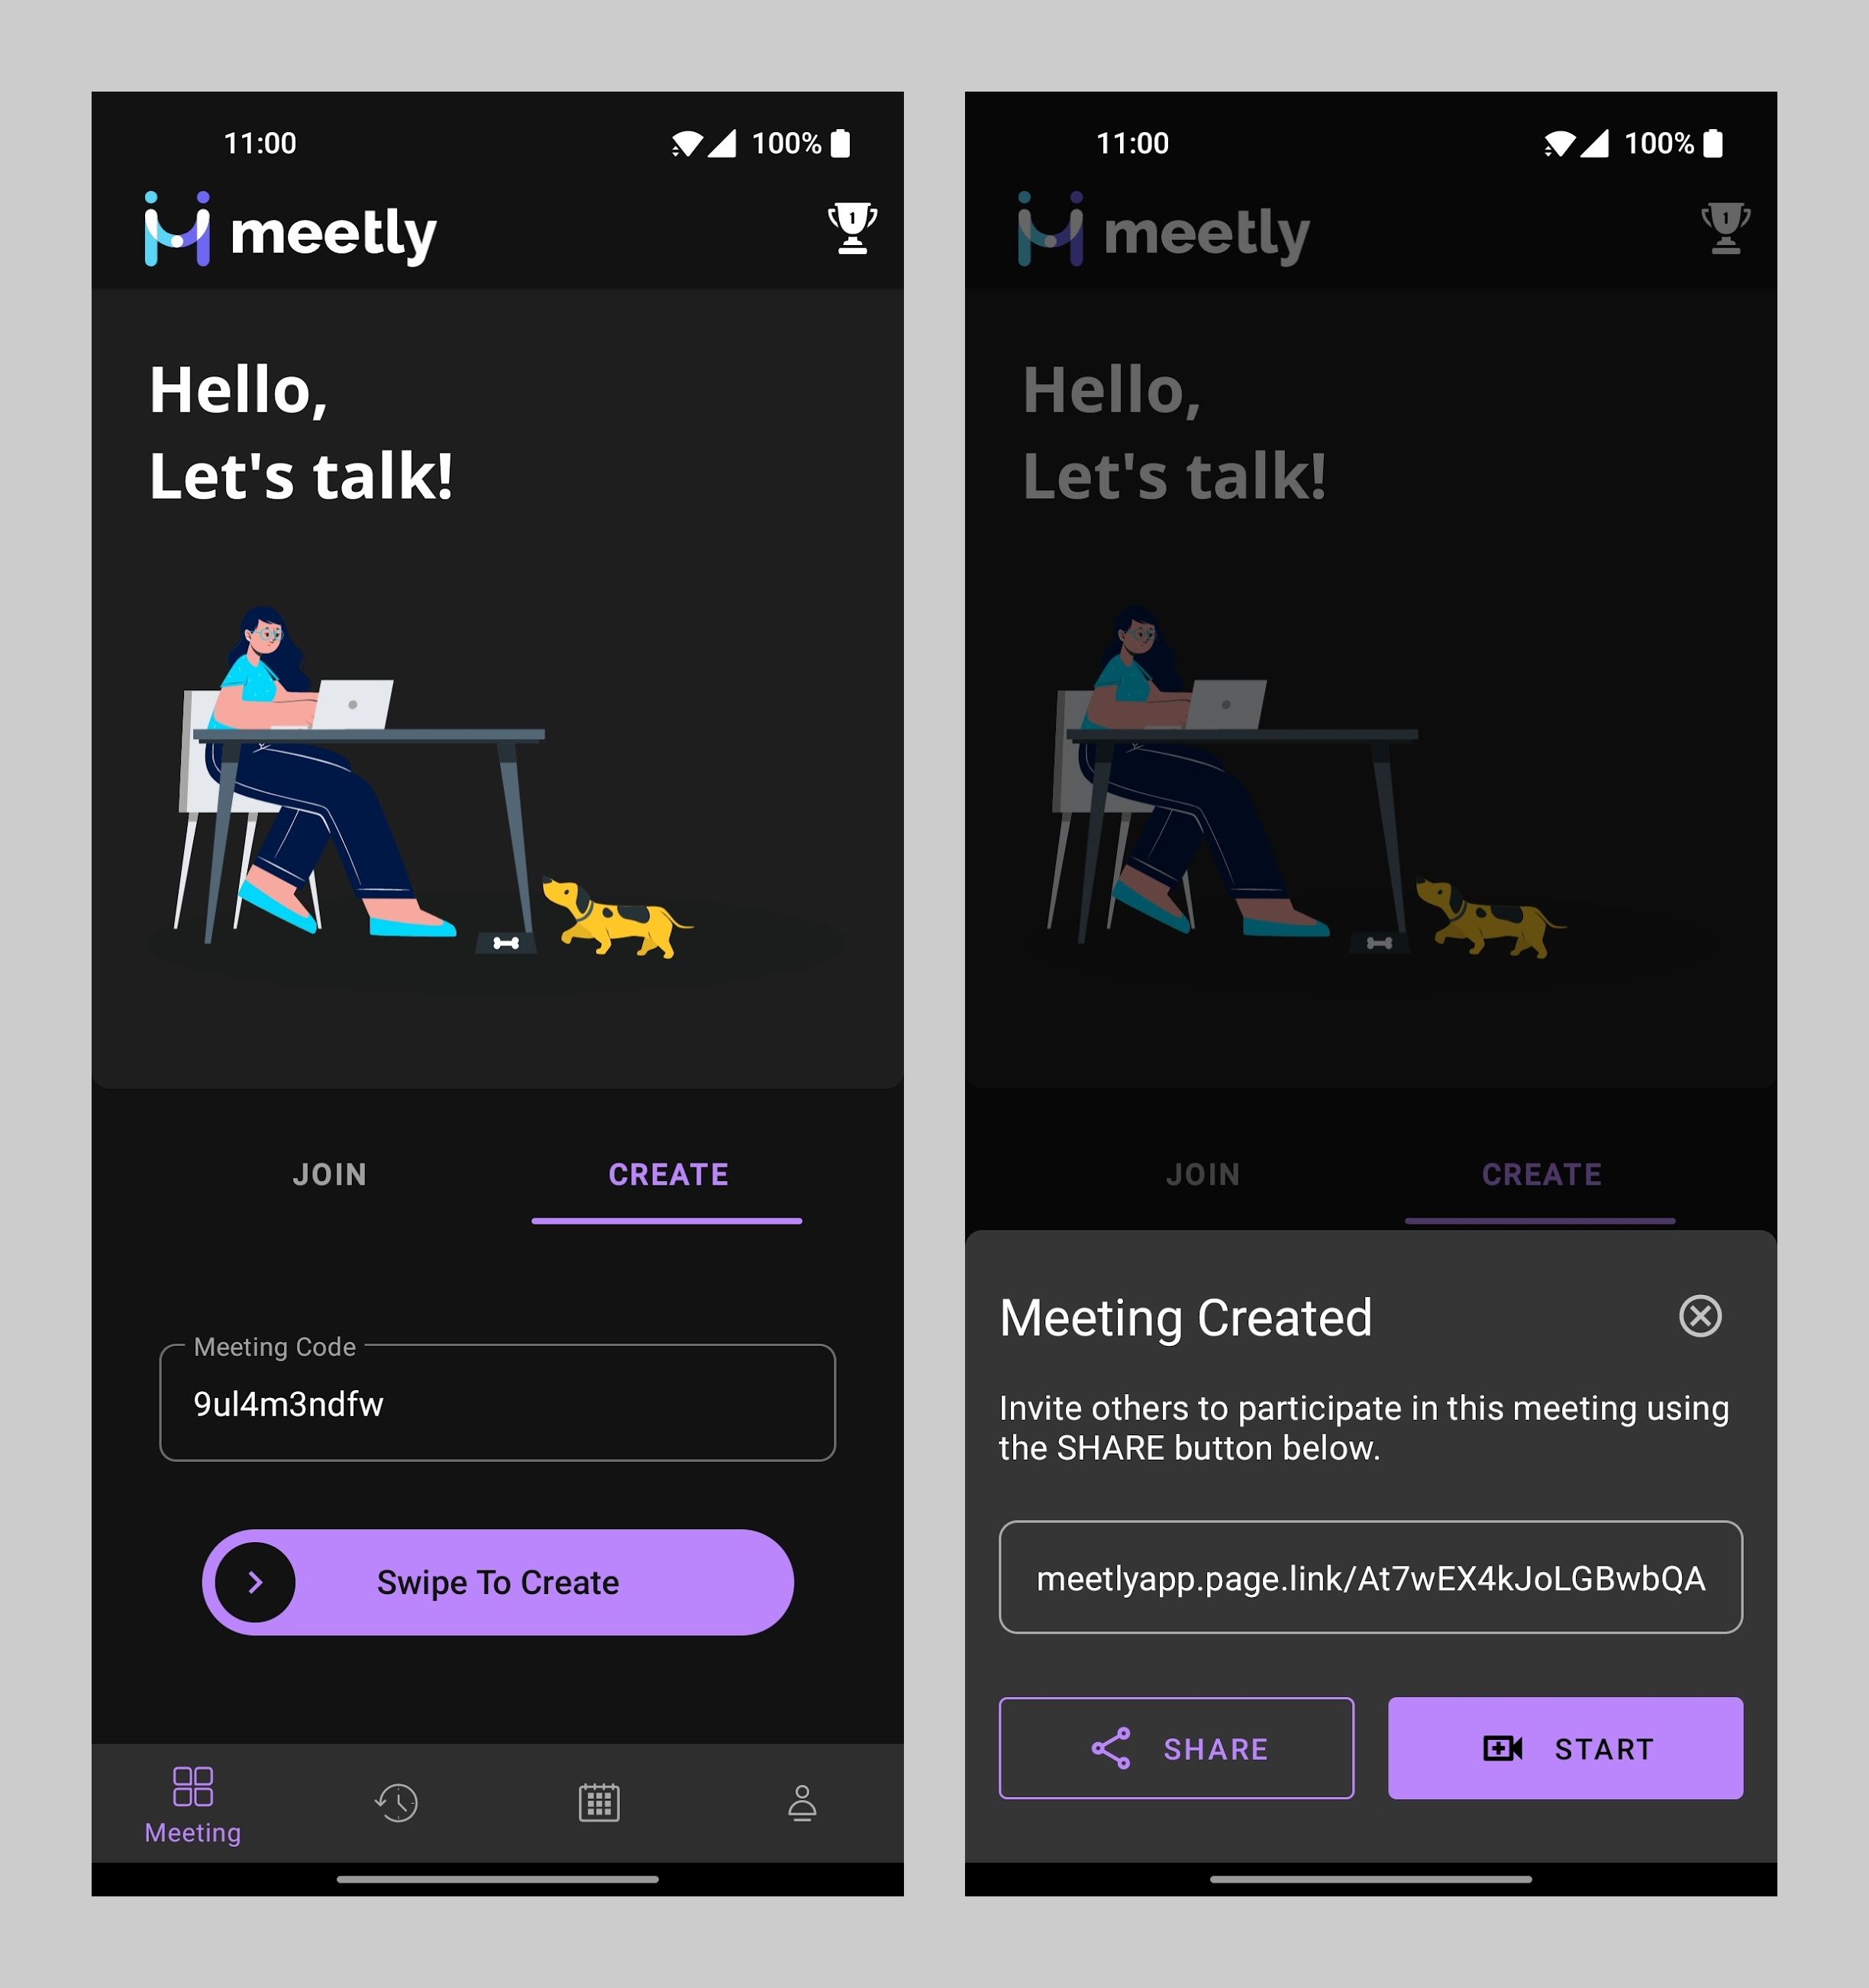 11:00
100%
meetly
1
Hello,
Let's talk!
JOIN
CREATE
Meeting Code
9ul4m3ndfw
Swipe To Create
Meeting
11:00
100%
meetly
1
Hello,
Let's talk!
JOIN
CREATE
Meeting Created
Invite others to participate in this meeting using
the SHARE button below.
meetlyapp.page.link/At7wEX4kJoLGBwbQA
SHARE
START